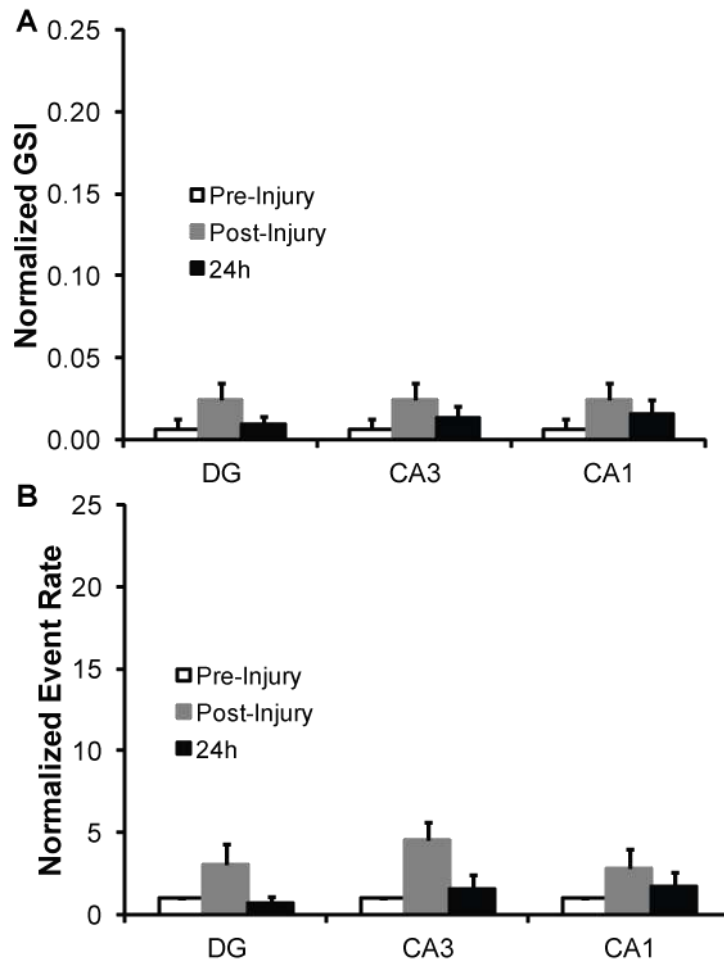 A
Normalized GSI
0.25
0.20
0.15
0.10
0.05
0.00
Pre-Injury
Post-Injury
24h
DG CA3 CA1
B
Normalized Event Rate
25
20
15
10
5
0
Pre-Injury
Post-Injury
24h
DG CA3 CA1